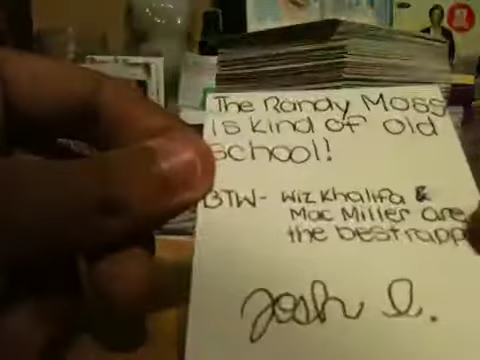 The Randy Moss
is kind of old
school!
BTW- Wiz Khalifa &
Mac Miller are
the best rapp
Josh l.